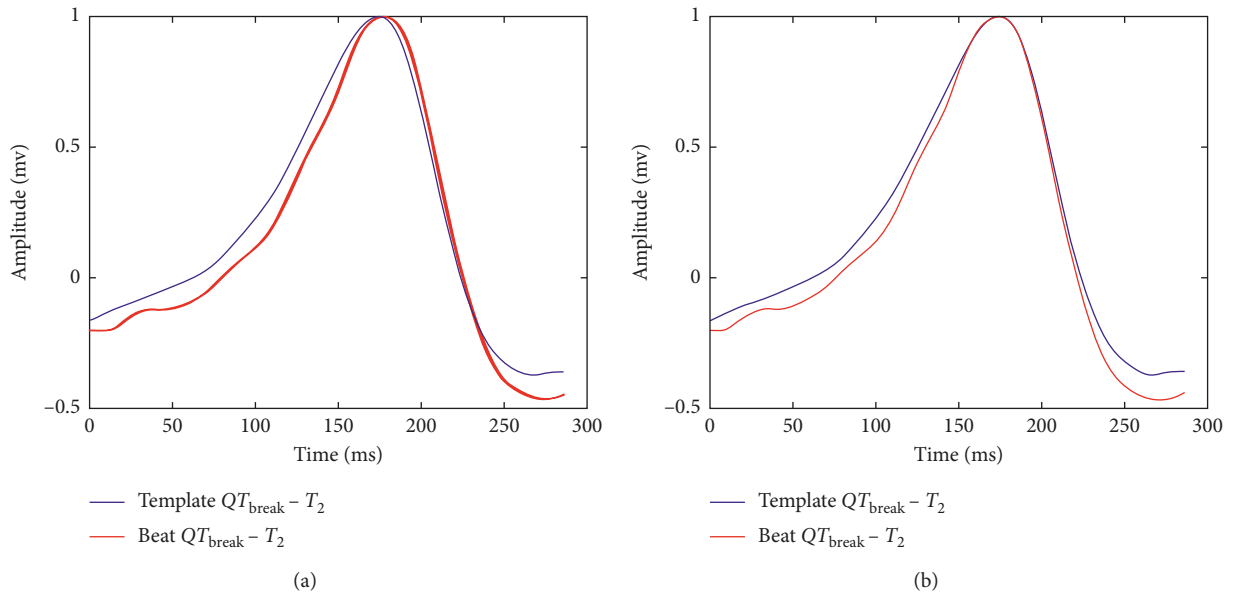 1
0.5
0
−0.5
Amplitude (mv)
0 50 100 150 200 250 300
Time (ms)
Template QTbreak – T2
Beat QTbreak – T2
(a)
1
0.5
0
−0.5
Amplitude (mv)
0 50 100 150 200 250 300
Time (ms)
Template QTbreak – T2
Beat QTbreak – T2
(b)